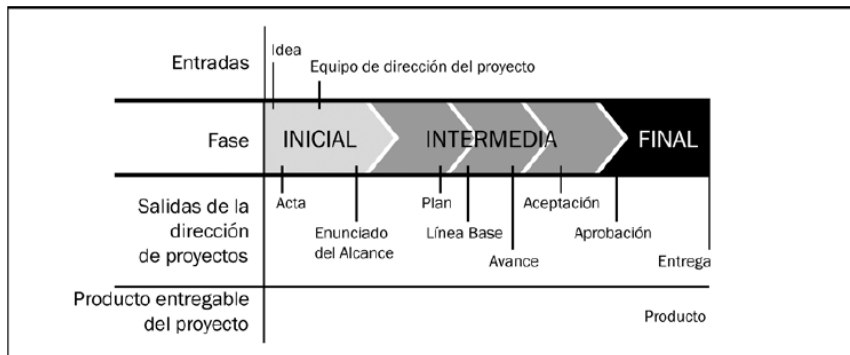 Idea
Entradas
Equipo de dirección del proyecto
Fase
INICIAL
INTERMEDIA
FINAL
Salidas de la
dirección
de proyectos
Acta
Plan
Aceptación
Enunciado
del Alcance
Línea Base
Aprobación
Avance
Entrega
Producto entregable
del proyecto
Producto